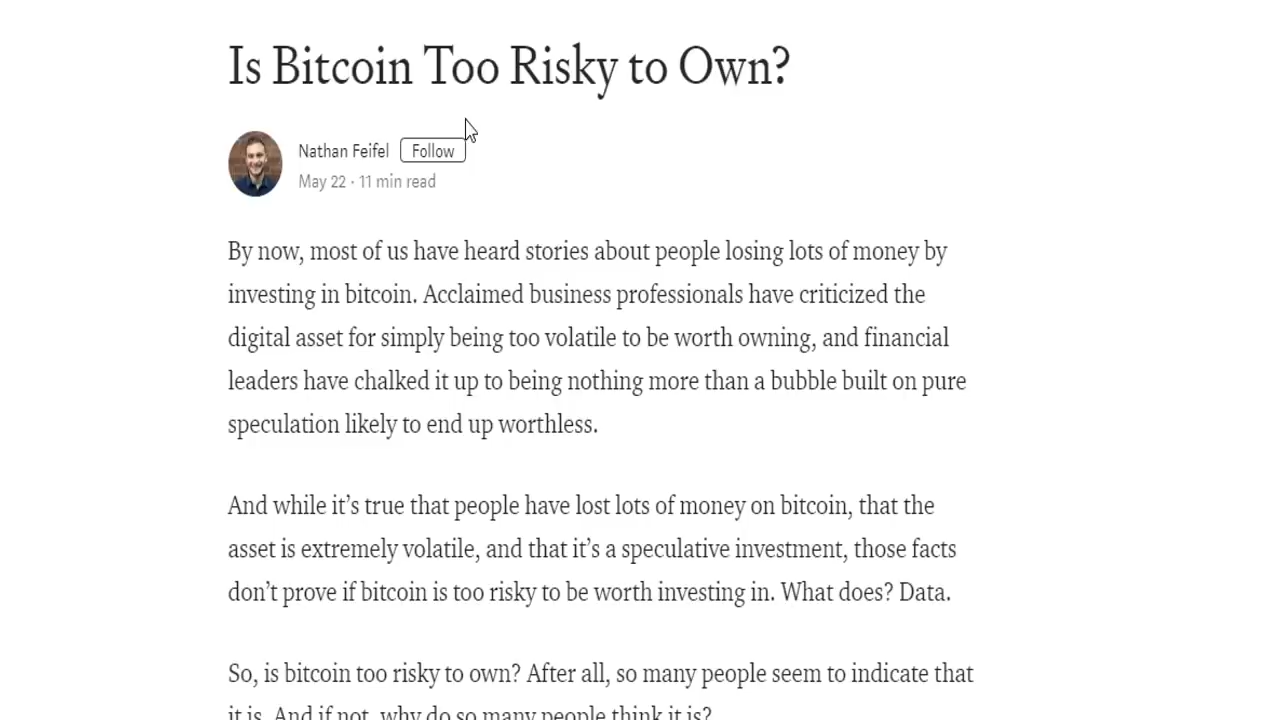 Is Bitcoin Too Risky to Own?
Nathan Feifel Follow
May 22 · 11 min read
By now, most of us have heard stories about people losing lots of money by
investing in bitcoin. Acclaimed business professionals have criticized the
digital asset for simply being too volatile to be worth owning, and financial
leaders have chalked it up to being nothing more than a bubble built on pure
speculation likely to end up worthless.
And while it’s true that people have lost lots of money on bitcoin, that the
asset is extremely volatile, and that it’s a speculative investment, those facts
don’t prove if bitcoin is too risky to be worth investing in. What does? Data.
So, is bitcoin too risky to own? After all, so many people seem to indicate that
it is. And if not, why do so many people think it is?